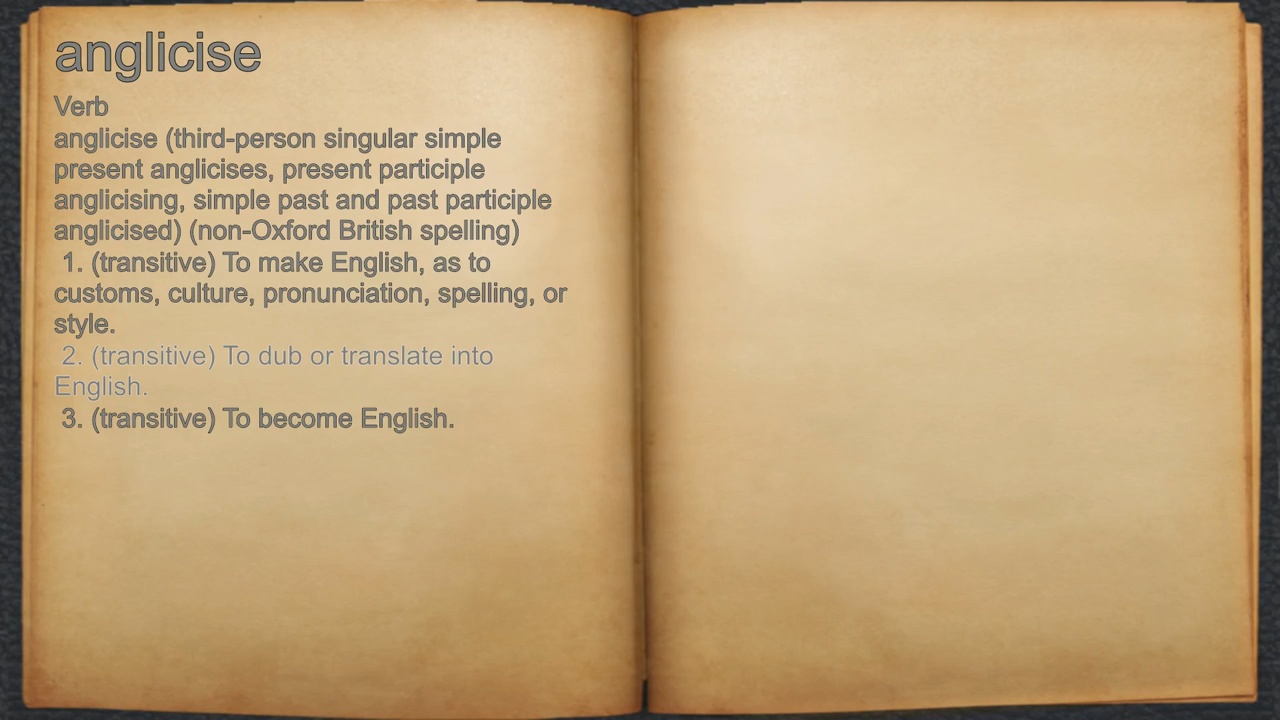 anglicise
Verb
anglicise (third-person singular simple
present anglicises, present participle
anglicising, simple past and past participle
anglicised) (non-Oxford British spelling)
1. (transitive) To make English, as to
customs, culture, pronunciation, spelling, or
style.
2. (transitive) To dub or translate into
English.
3. (transitive) To become English.